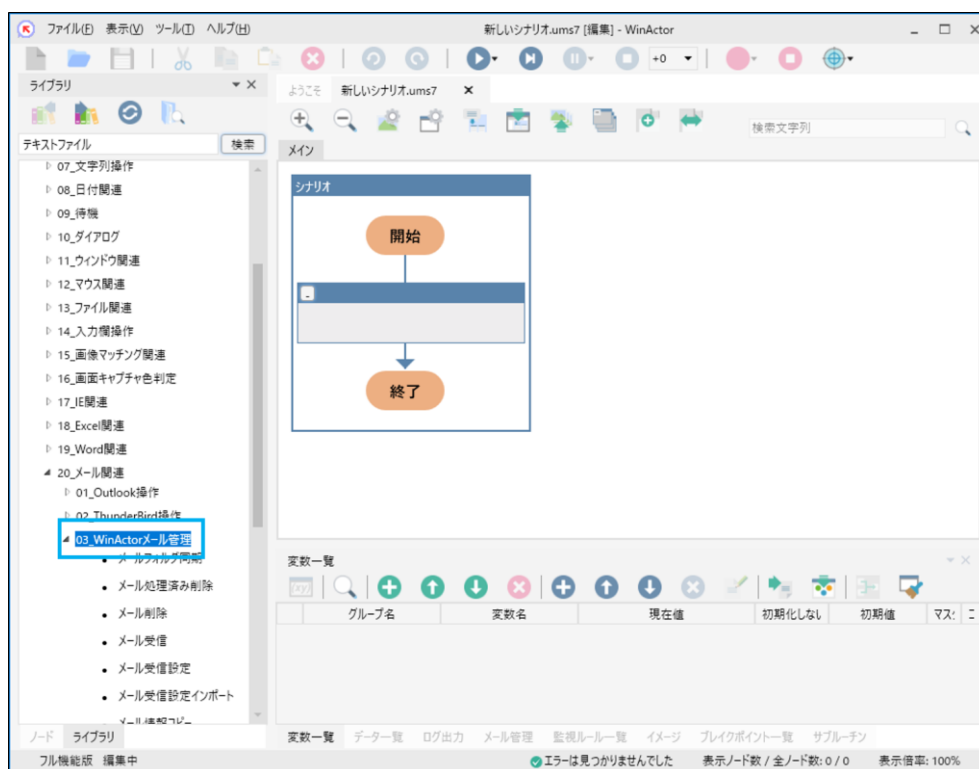 ファイル(F) 表示(V) ツール(T) ヘルプ(H)
新しいシナリオ.ums7 [編集] - WinActor
+0
ライブラリ
ようこそ 新しいシナリオ.ums7
テキストファイル 検索
検索文字列
メイン
07_文字列操作
08_日付関連
09_待機
10_ダイアログ
11_ウィンドウ関連
12_マウス関連
13_ファイル関連
14_入力欄操作
15_画像マッチング関連
16_画面キャプチャ色判定
17_IE関連
18_Excel関連
19_Word関連
20_メール関連
01_Outlook操作
02_ThunderBird操作
03_WinActorメール管理
メールフォルダ同期
メール処理済み削除
メール削除
メール受信
メール受信設定
メール受信設定インポート
メール情報コピー
ノード ライブラリ
シナリオ
開始
終了
変数一覧
グループ名 変数名 現在値 初期化しない 初期値 マスク
変数一覧 データ一覧 ログ出力 メール管理 監視ルール一覧 イメージ ブレイクポイント一覧 サブルーチン
フル機能版 編集中
エラーは見つかりませんでした 表示ノード数 / 全ノード数: 0 / 0 表示倍率: 100%